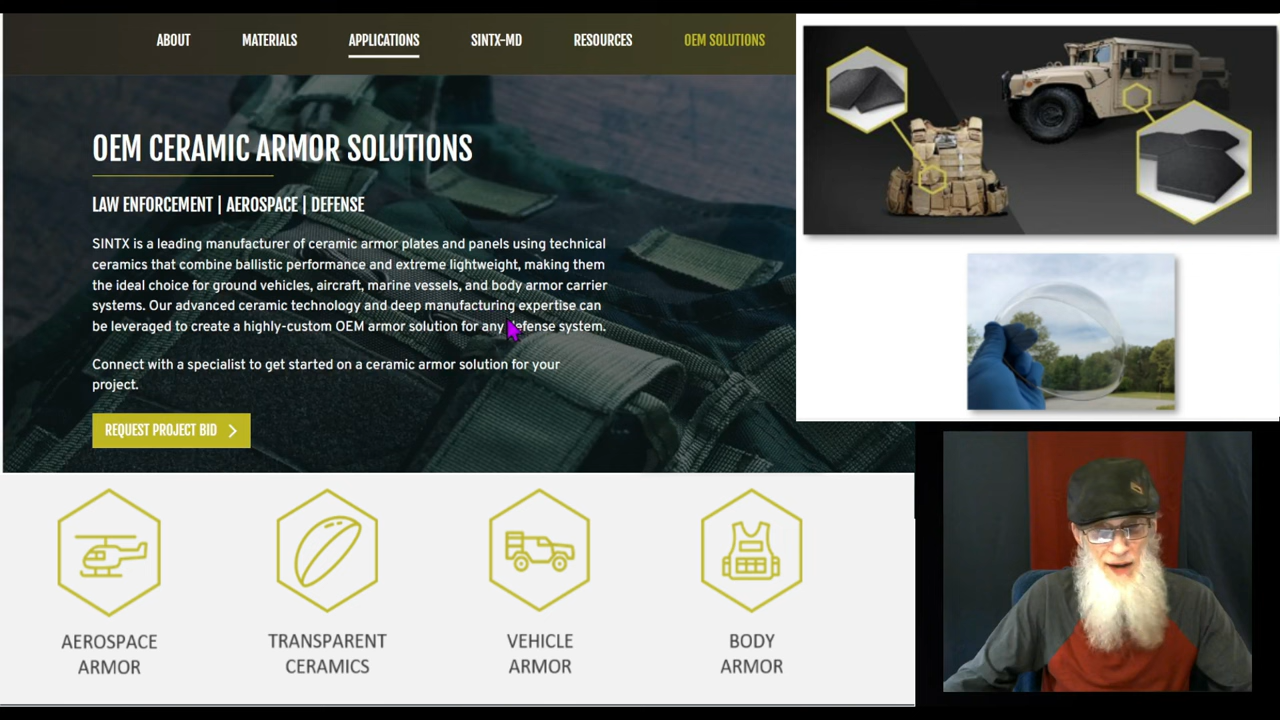 ABOUT
MATERIALS
APPLICATIONS
SINTX-MD
RESOURCES
OEM SOLUTIONS
OEM CERAMIC ARMOR SOLUTIONS
LAW ENFORCEMENT | AEROSPACE | DEFENSE
SINTX is a leading manufacturer of ceramic armor plates and panels using technical
ceramics that combine ballistic performance and extreme lightweight, making them
the ideal choice for ground vehicles, aircraft, marine vessels, and body armor carrier
systems. Our advanced ceramic technology and deep manufacturing expertise can
be leveraged to create a highly-custom OEM armor solution for any defense system.
Connect with a specialist to get started on a ceramic armor solution for your
project.
REQUEST PROJECT BID
AEROSPACE
ARMOR
TRANSPARENT
CERAMICS
VEHICLE
ARMOR
BODY
ARMOR